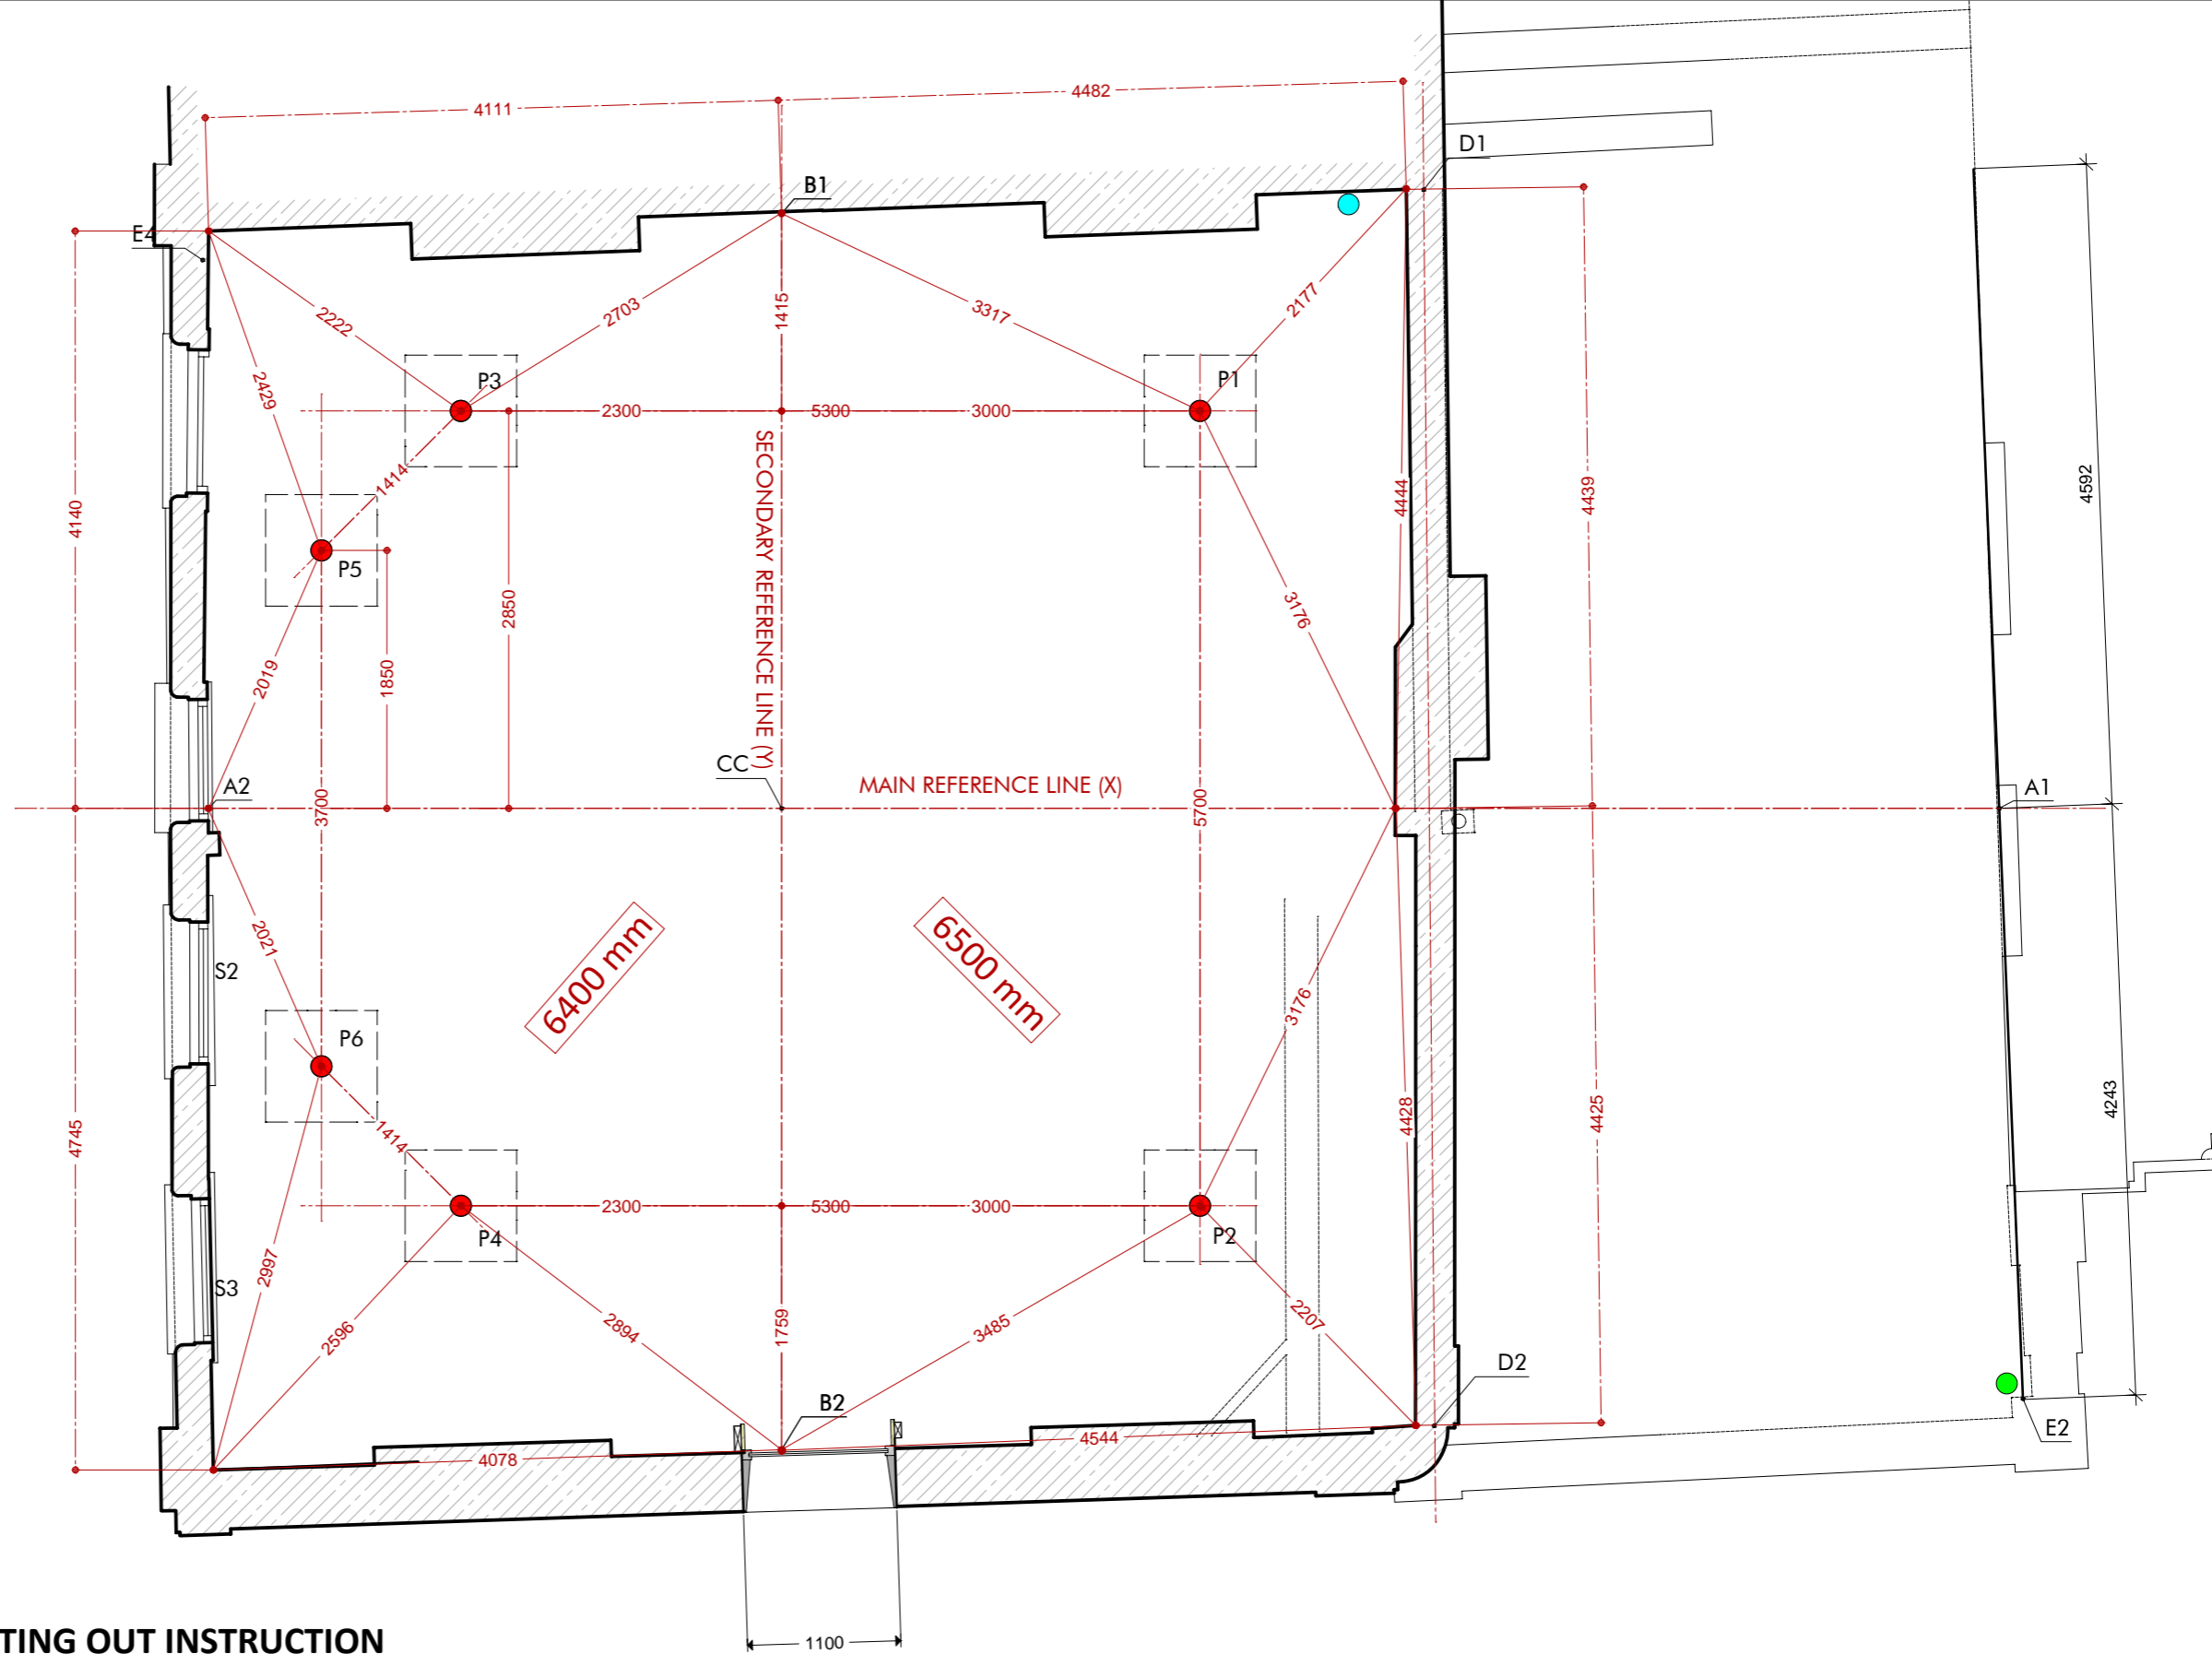 4111
4482
D1
B1
E4
2222
2703
1415
3317
2177
P3
P1
2429
2300
5300
3000
1414
4140
SECONDARY REFERENCE LINE (Y)
4444
4439
4592
P5
2850
3176
2019
1850
CC
MAIN REFERENCE LINE (X)
A2
A1
3700
5700
2021
S2
6400 mm
6500 mm
3176
P6
4745
1414
4428
4425
4243
2300
5300
3000
P4
P2
2997
S3
2596
2894
1759
3485
2207
D2
B2
E2
4078
4544
TING OUT INSTRUCTION
1100